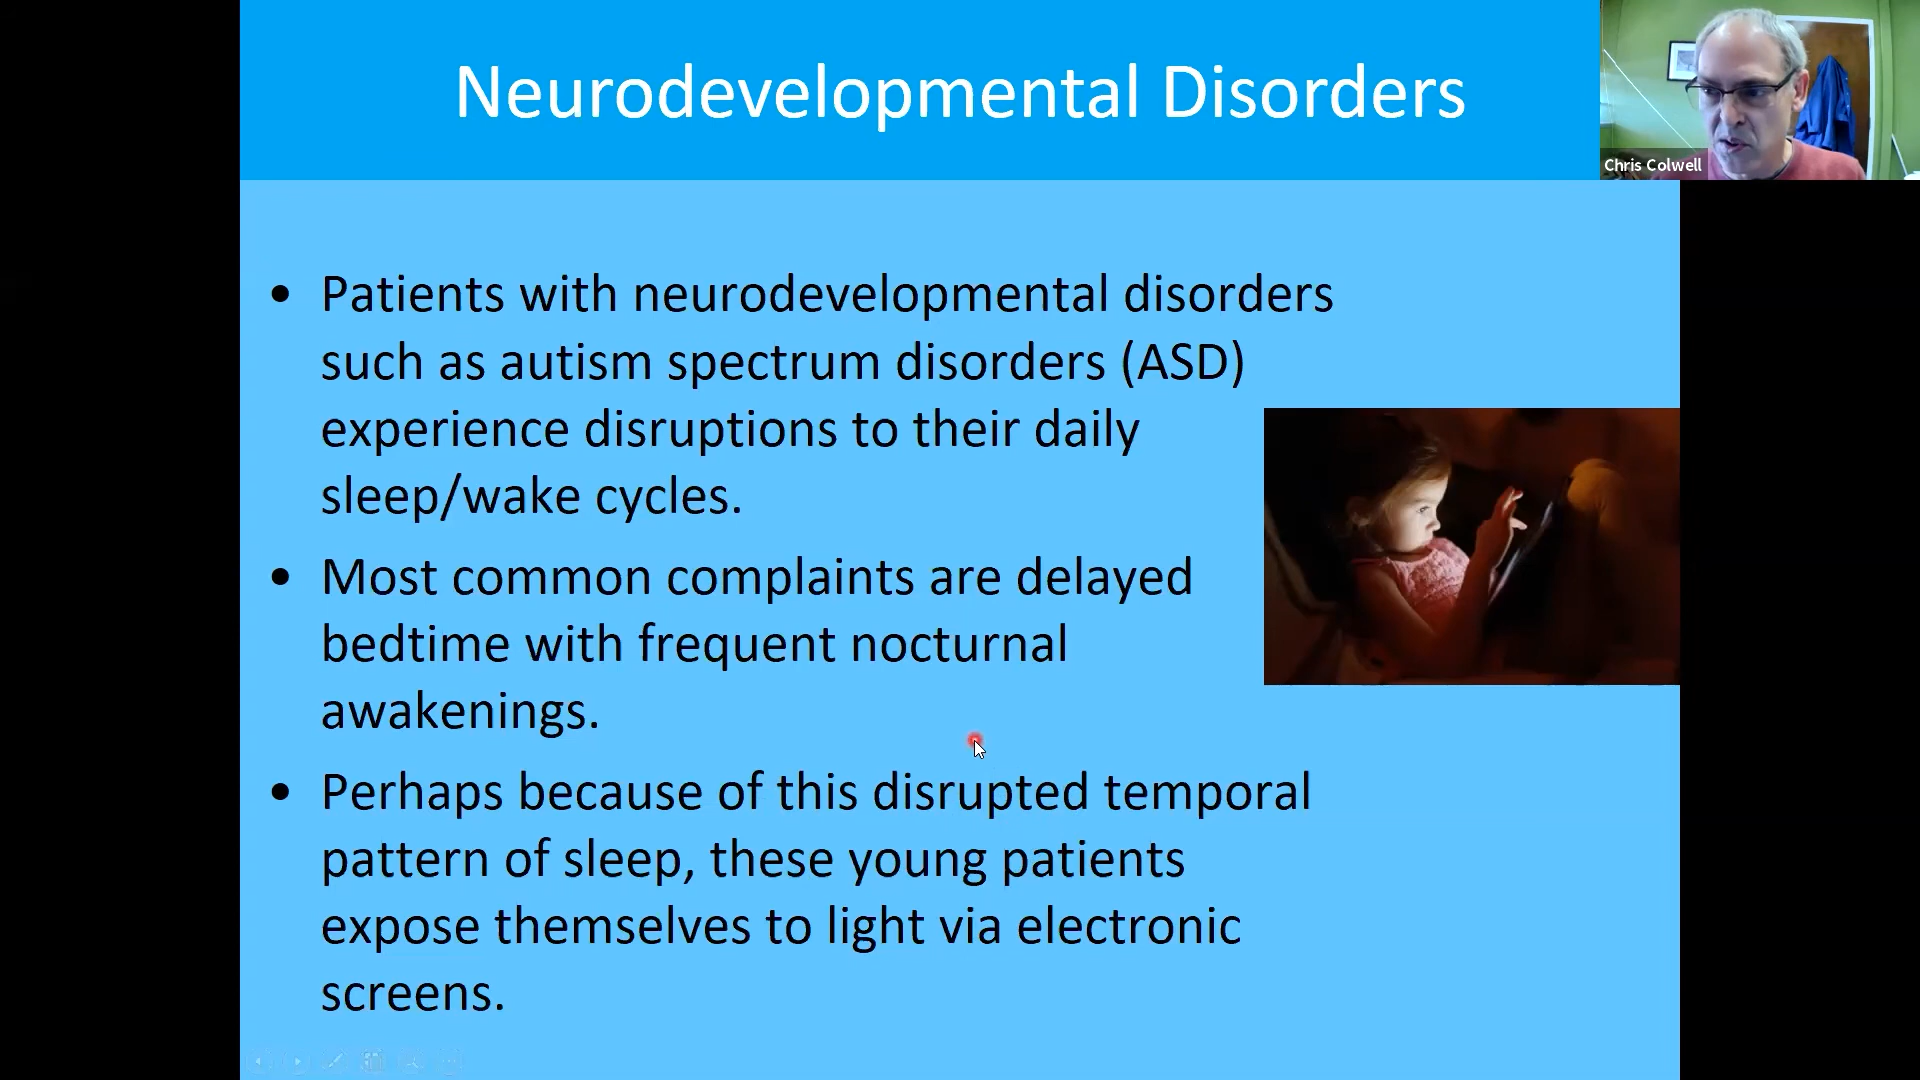 Neurodevelopmental Disorders
Chris Colwell
• Patients with neurodevelopmental disorders
such as autism spectrum disorders (ASD)
experience disruptions to their daily
sleep/wake cycles.
• Most common complaints are delayed
bedtime with frequent nocturnal
awakenings.
• Perhaps because of this disrupted temporal
pattern of sleep, these young patients
expose themselves to light via electronic
screens.